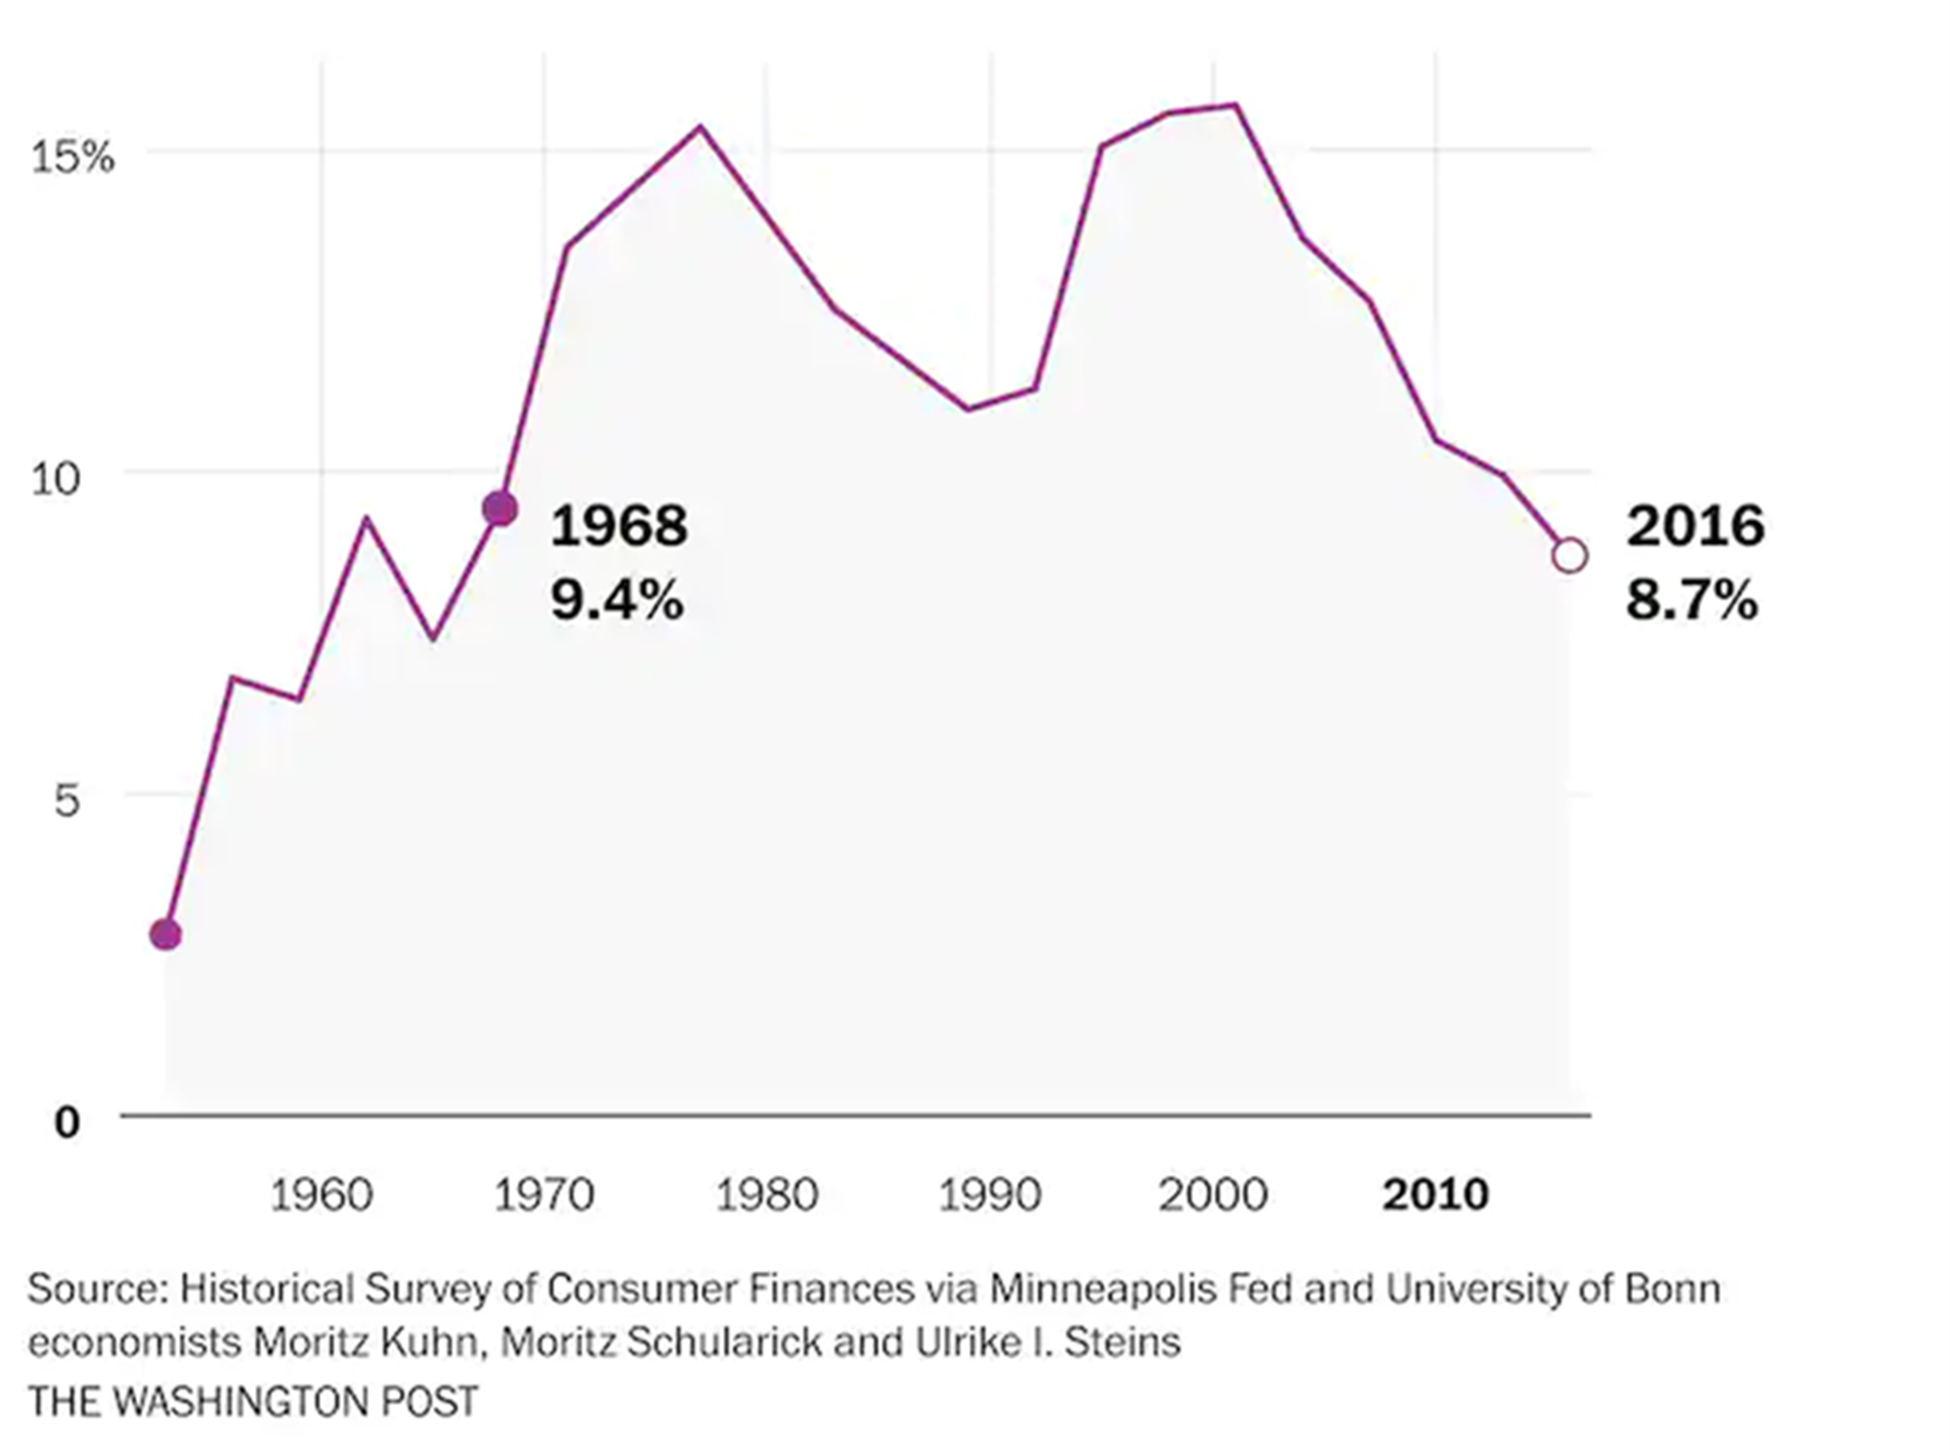 15%
10
5
0
1968
9.4%
2016
8.7%
1960 1970 1980 1990 2000 2010
Source: Historical Survey of Consumer Finances via Minneapolis Fed and University of Bonn
economists Moritz Kuhn, Moritz Schularick and Ulrike I. Steins
THE WASHINGTON POST